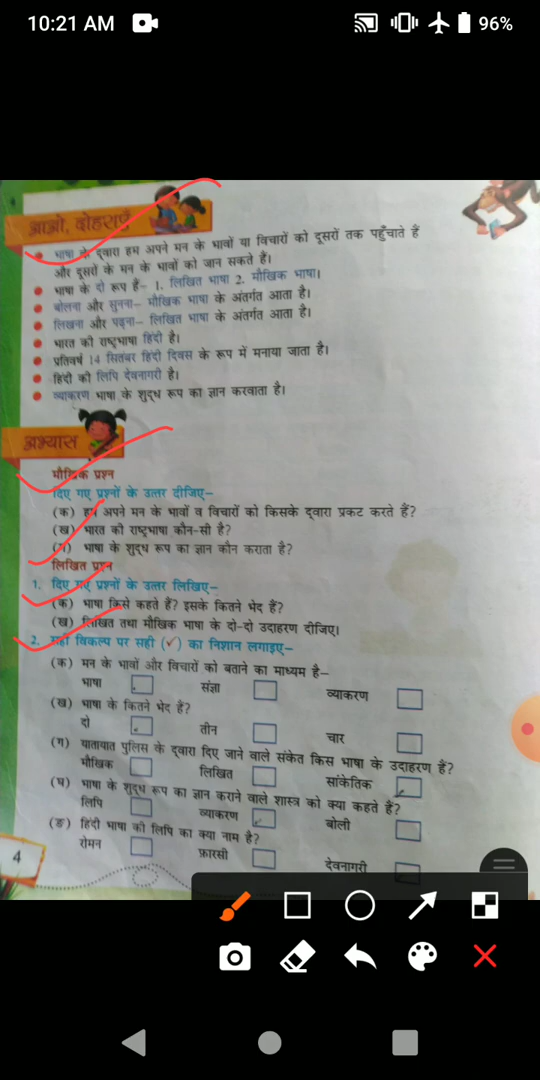 10:21 AM
96%
आओ, दोहराएँ
भाषा के द्वारा हम अपने मन के भावों या विचारों को दूसरों तक पहुँचाते हैं
और दूसरों के मन के भावों को जान सकते हैं।
भाषा के दो रूप हैं– 1. लिखित भाषा 2. मौखिक भाषा।
बोलना और सुनना– मौखिक भाषा के अंतर्गत आता है।
लिखना और पढ़ना– लिखित भाषा के अंतर्गत आता है।
भारत की राष्ट्रभाषा हिंदी है।
प्रतिवर्ष 14 सितंबर हिंदी दिवस के रूप में मनाया जाता है।
हिंदी की लिपि देवनागरी है।
व्याकरण भाषा के शुद्ध रूप का ज्ञान करवाता है।
अभ्यास
मौखिक प्रश्न
दिए गए प्रश्नों के उत्तर दीजिए–
(क) हम अपने मन के भावों व विचारों को किसके द्वारा प्रकट करते हैं?
(ख) भारत की राष्ट्रभाषा कौन-सी है?
(ग) भाषा के शुद्ध रूप का ज्ञान कौन कराता है?
लिखित प्रश्न
1. दिए गए प्रश्नों के उत्तर लिखिए–
(क) भाषा किसे कहते हैं? इसके कितने भेद हैं?
(ख) लिखित तथा मौखिक भाषा के दो-दो उदाहरण दीजिए।
2. सही विकल्प पर सही (✓) का निशान लगाइए–
(क) मन के भावों और विचारों को बताने का माध्यम है–
भाषा संज्ञा व्याकरण
(ख) भाषा के कितने भेद हैं?
दो तीन चार
(ग) यातायात पुलिस के द्वारा दिए जाने वाले संकेत किस भाषा के उदाहरण हैं?
मौखिक लिखित सांकेतिक
(घ) भाषा के शुद्ध रूप का ज्ञान कराने वाले शास्त्र को क्या कहते हैं?
लिपि व्याकरण बोली
(ङ) हिंदी भाषा की लिपि का क्या नाम है?
रोमन फ़ारसी देवनागरी
4